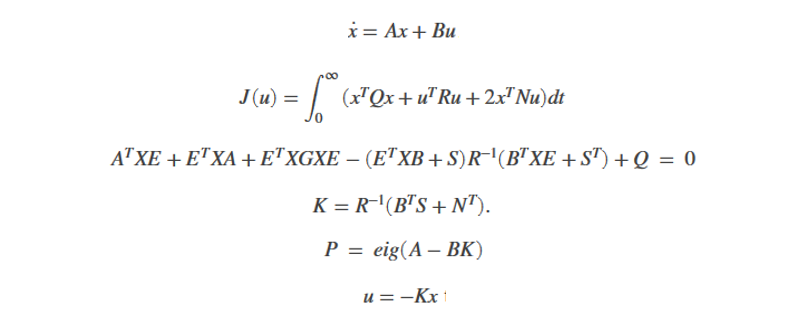 ẋ = Ax + Bu
J(u) = ∫₀^∞ (xᵀQx + uᵀRu + 2xᵀNu)dt
AᵀXE + EᵀXA + EᵀXGXE − (EᵀXB + S)R⁻¹(BᵀXE + Sᵀ) + Q = 0
K = R⁻¹(BᵀS + Nᵀ).
P = eig(A − BK)
u = −Kx